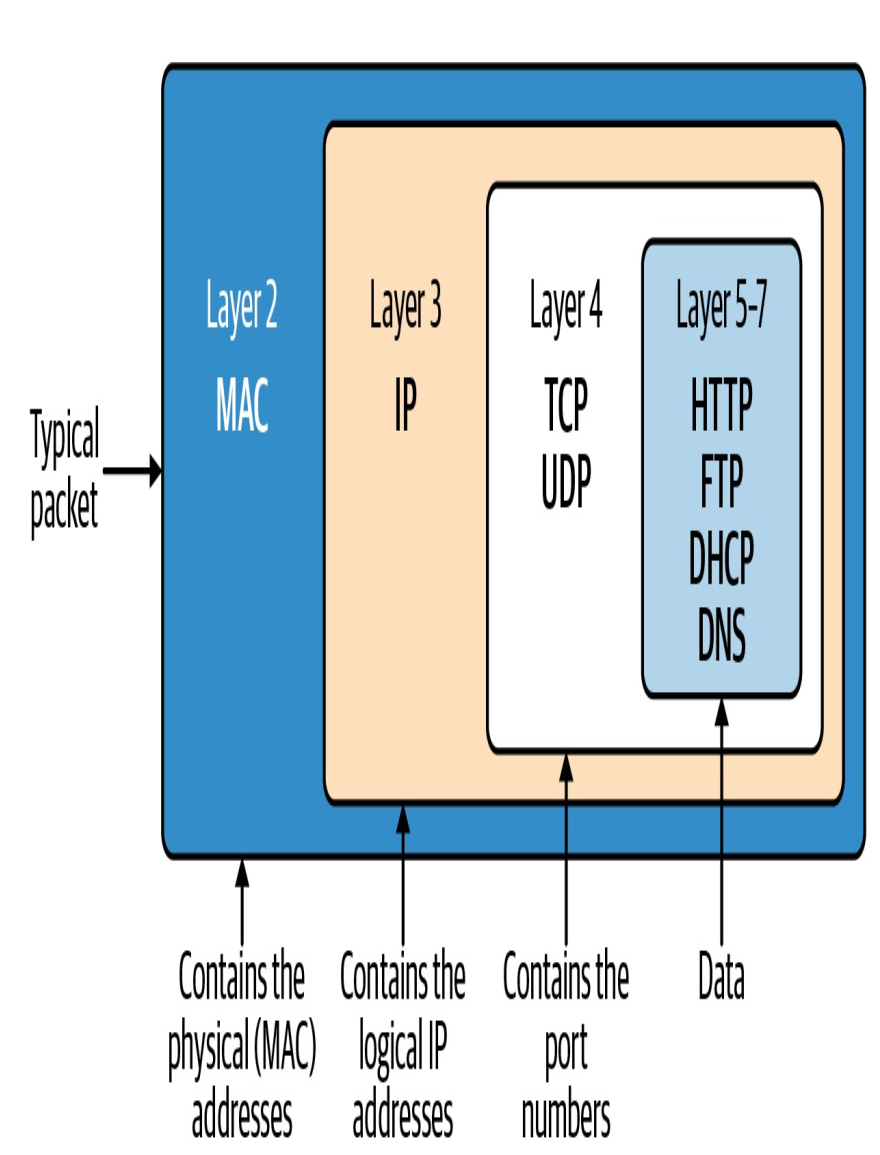 Typical
packet
Layer 2
MAC
Layer 3
IP
Layer 4
TCP
UDP
Layer 5–7
HTTP
FTP
DHCP
DNS
Contains the
physical (MAC)
addresses
Contains the
logical IP
addresses
Contains the
port
numbers
Data